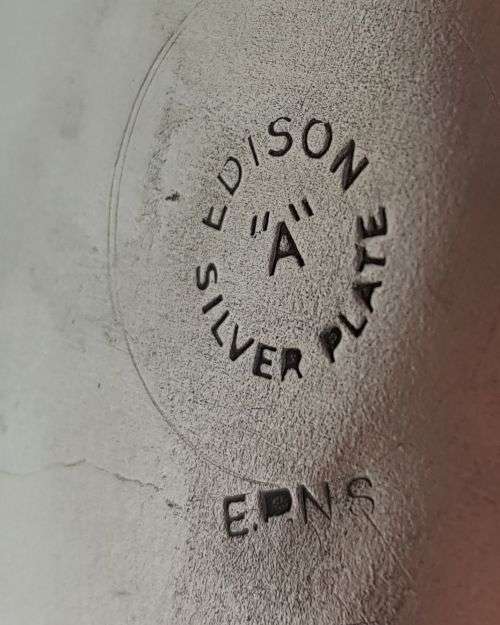 EDISON
"A"
SILVER PLATE
E.P.N S